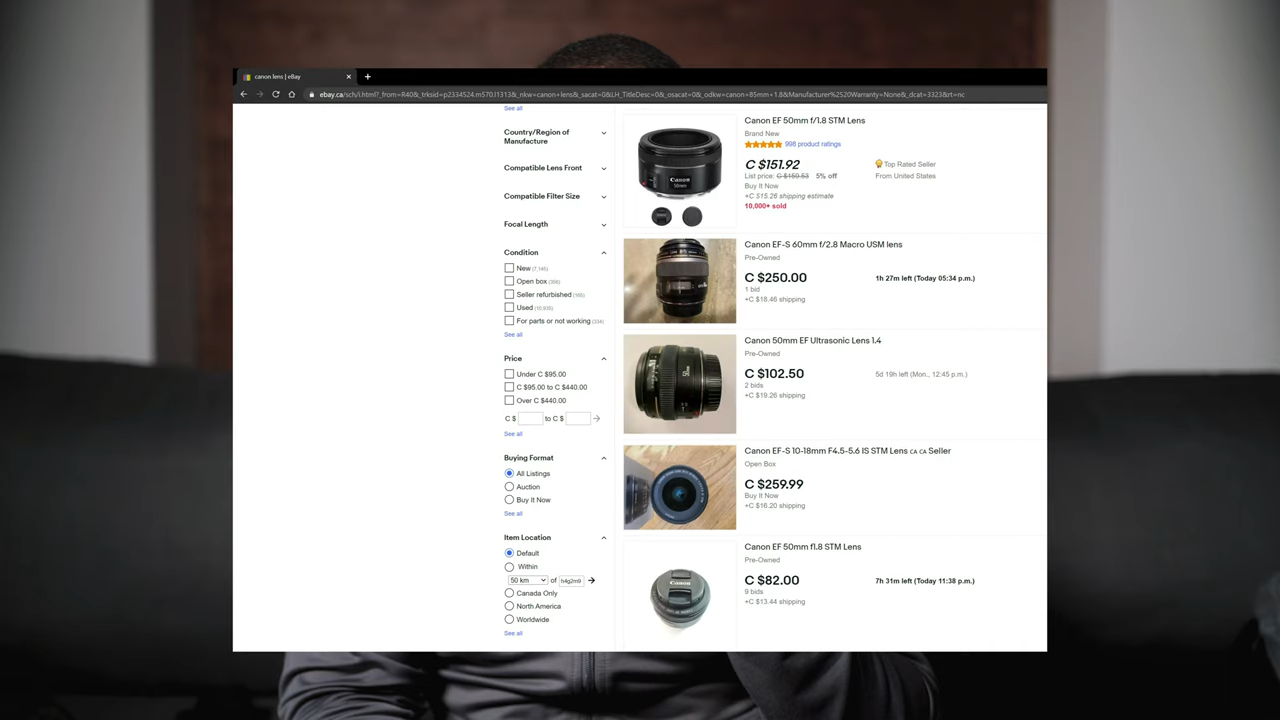 canon lens | eBay
ebay.ca/sch/i.html?_from=R40&_trksid=p2334524.m570.l1313&_nkw=canon+lens&_sacat=0&LH_TitleDesc=0&_osacat=0&_odkw=canon+85mm+1.8&Manufacturer%2520Warranty=None&_dcat=3323&rt=nc
See all
Country/Region of
Manufacture
Compatible Lens Front
Compatible Filter Size
Focal Length
Condition
New (7,145)
Open box
Seller refurbished
Used
For parts or not working
See all
Price
Under C $95.00
C $95.00 to C $440.00
Over C $440.00
C $ to C $
See all
Buying Format
All Listings
Auction
Buy It Now
See all
Item Location
Default
Within
50 km of h4g2m9
Canada Only
North America
Worldwide
See all
Canon EF 50mm f/1.8 STM Lens
Brand New
998 product ratings
C $151.92
List price: 5% off
Buy It Now
+C $15.26 shipping estimate
10,000+ sold
Top Rated Seller
From United States
Canon
50mm
Canon EF-S 60mm f/2.8 Macro USM lens
Pre-Owned
C $250.00
1 bid
+C $18.46 shipping
1h 27m left (Today 05:34 p.m.)
Canon 50mm EF Ultrasonic Lens 1.4
Pre-Owned
C $102.50
2 bids
+C $19.26 shipping
5d 19h left (Mon., 12:45 p.m.)
Canon EF-S 10-18mm F4.5-5.6 IS STM Lens CA CA Seller
Open Box
C $259.99
Buy It Now
+C $16.20 shipping
Canon EF 50mm f1.8 STM Lens
Pre-Owned
C $82.00
9 bids
+C $13.44 shipping
7h 31m left (Today 11:38 p.m.)
Canon